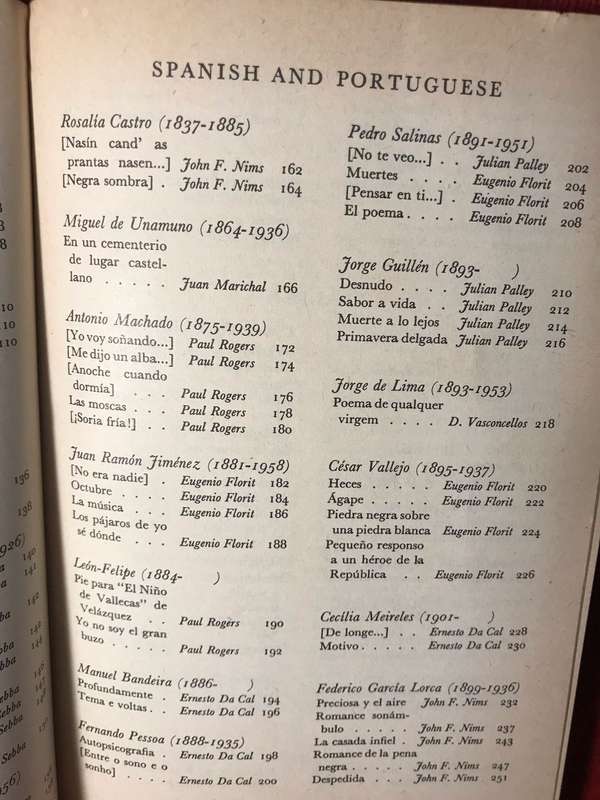 SPANISH AND PORTUGUESE
Rosalía Castro (1837-1885)
[Nasín cand' as
prantas nasen...] John F. Nims 162
[Negra sombra] . John F. Nims 164
Miguel de Unamuno (1864-1936)
En un cementerio
de lugar castel-
lano . . . . . Juan Marichal 166
Antonio Machado (1875-1939)
[Yo voy soñando...] Paul Rogers 172
[Me dijo un alba...] Paul Rogers 174
[Anoche cuando
dormía] . . . Paul Rogers 176
Las moscas . . . Paul Rogers 178
[¡Soria fría!] . . Paul Rogers 180
Juan Ramón Jiménez (1881-1958)
[No era nadie] . Eugenio Florit 182
Octubre . . . . Eugenio Florit 184
La música . . . Eugenio Florit 186
Los pájaros de yo
sé dónde . . . Eugenio Florit 188
León-Felipe (1884- )
Pie para "El Niño
de Vallecas" de
Velázquez . . Paul Rogers 190
Yo no soy el gran
buzo . . . . . Paul Rogers 192
Manuel Bandeira (1886- )
Profundamente . Ernesto Da Cal 194
Tema e voltas . . Ernesto Da Cal 196
Fernando Pessoa (1888-1935)
Autopsicografia . Ernesto Da Cal 198
[Entre o sono e o
sonho] . . . . Ernesto Da Cal 200
Pedro Salinas (1891-1951)
[No te veo...] . . Julian Palley 202
Muertes . . . . Eugenio Florit 204
[Pensar en ti...] . Eugenio Florit 206
El poema . . . . Eugenio Florit 208
Jorge Guillén (1893- )
Desnudo . . . . Julian Palley 210
Sabor a vida . . Julian Palley 212
Muerte a lo lejos Julian Palley 214
Primavera delgada Julian Palley 216
Jorge de Lima (1893-1953)
Poema de qualquer
virgem . . . . D. Vasconcellos 218
César Vallejo (1895-1937)
Heces . . . . . Eugenio Florit 220
Ágape . . . . . Eugenio Florit 222
Piedra negra sobre
una piedra blanca Eugenio Florit 224
Pequeño responso
a un héroe de la
República . . Eugenio Florit 226
Cecília Meireles (1901- )
[De longe...] . . Ernesto Da Cal 228
Motivo . . . . . Ernesto Da Cal 230
Federico García Lorca (1899-1936)
Preciosa y el aire John F. Nims 232
Romance sonám-
bulo . . . . . John F. Nims 237
La casada infiel . John F. Nims 243
Romance de la pena
negra . . . . . John F. Nims 247
Despedida . . . John F. Nims 251